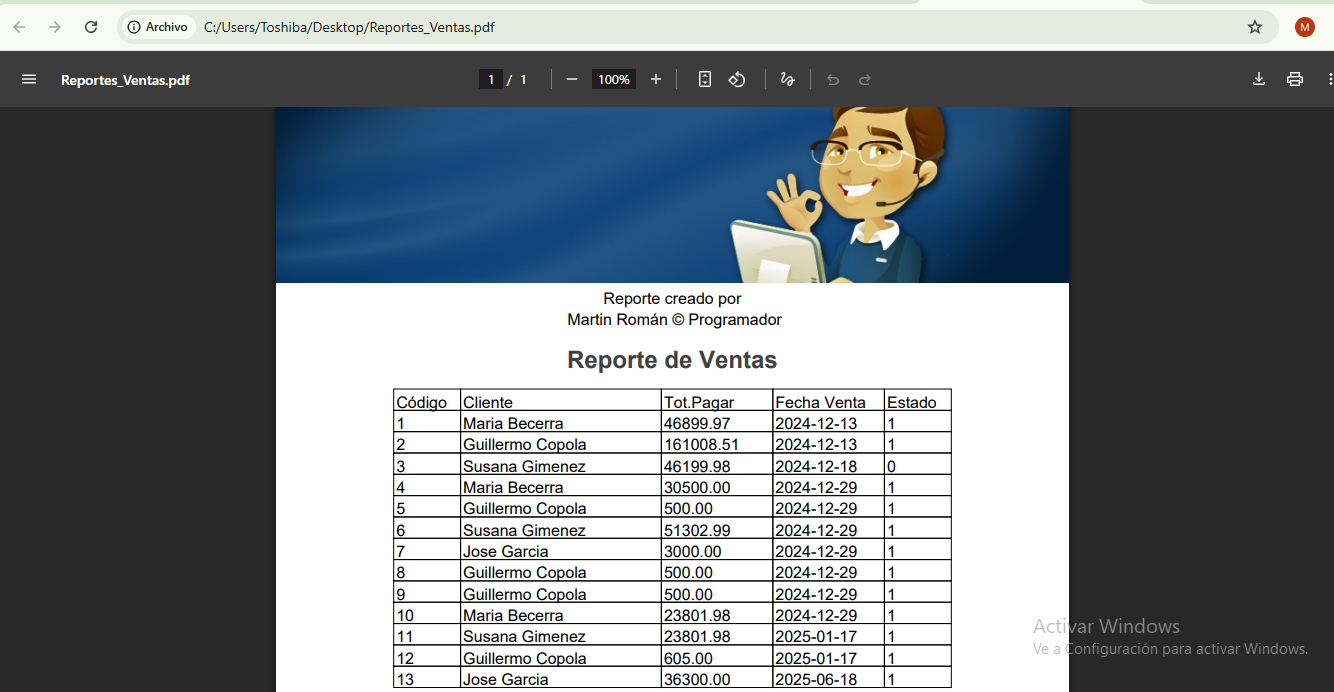 Archivo C:/Users/Toshiba/Desktop/Reportes_Ventas.pdf M
Reportes_Ventas.pdf 1 / 1 100%
Reporte creado por
Martin Román © Programador
Reporte de Ventas
Código Cliente Tot.Pagar Fecha Venta Estado
1 Maria Becerra 46899.97 2024-12-13 1
2 Guillermo Copola 161008.51 2024-12-13 1
3 Susana Gimenez 46199.98 2024-12-18 0
4 Maria Becerra 30500.00 2024-12-29 1
5 Guillermo Copola 500.00 2024-12-29 1
6 Susana Gimenez 51302.99 2024-12-29 1
7 Jose Garcia 3000.00 2024-12-29 1
8 Guillermo Copola 500.00 2024-12-29 1
9 Guillermo Copola 500.00 2024-12-29 1
10 Maria Becerra 23801.98 2024-12-29 1
11 Susana Gimenez 23801.98 2025-01-17 1
12 Guillermo Copola 605.00 2025-01-17 1
13 Jose Garcia 36300.00 2025-06-18 1
Activar Windows
Ve a Configuración para activar Windows.